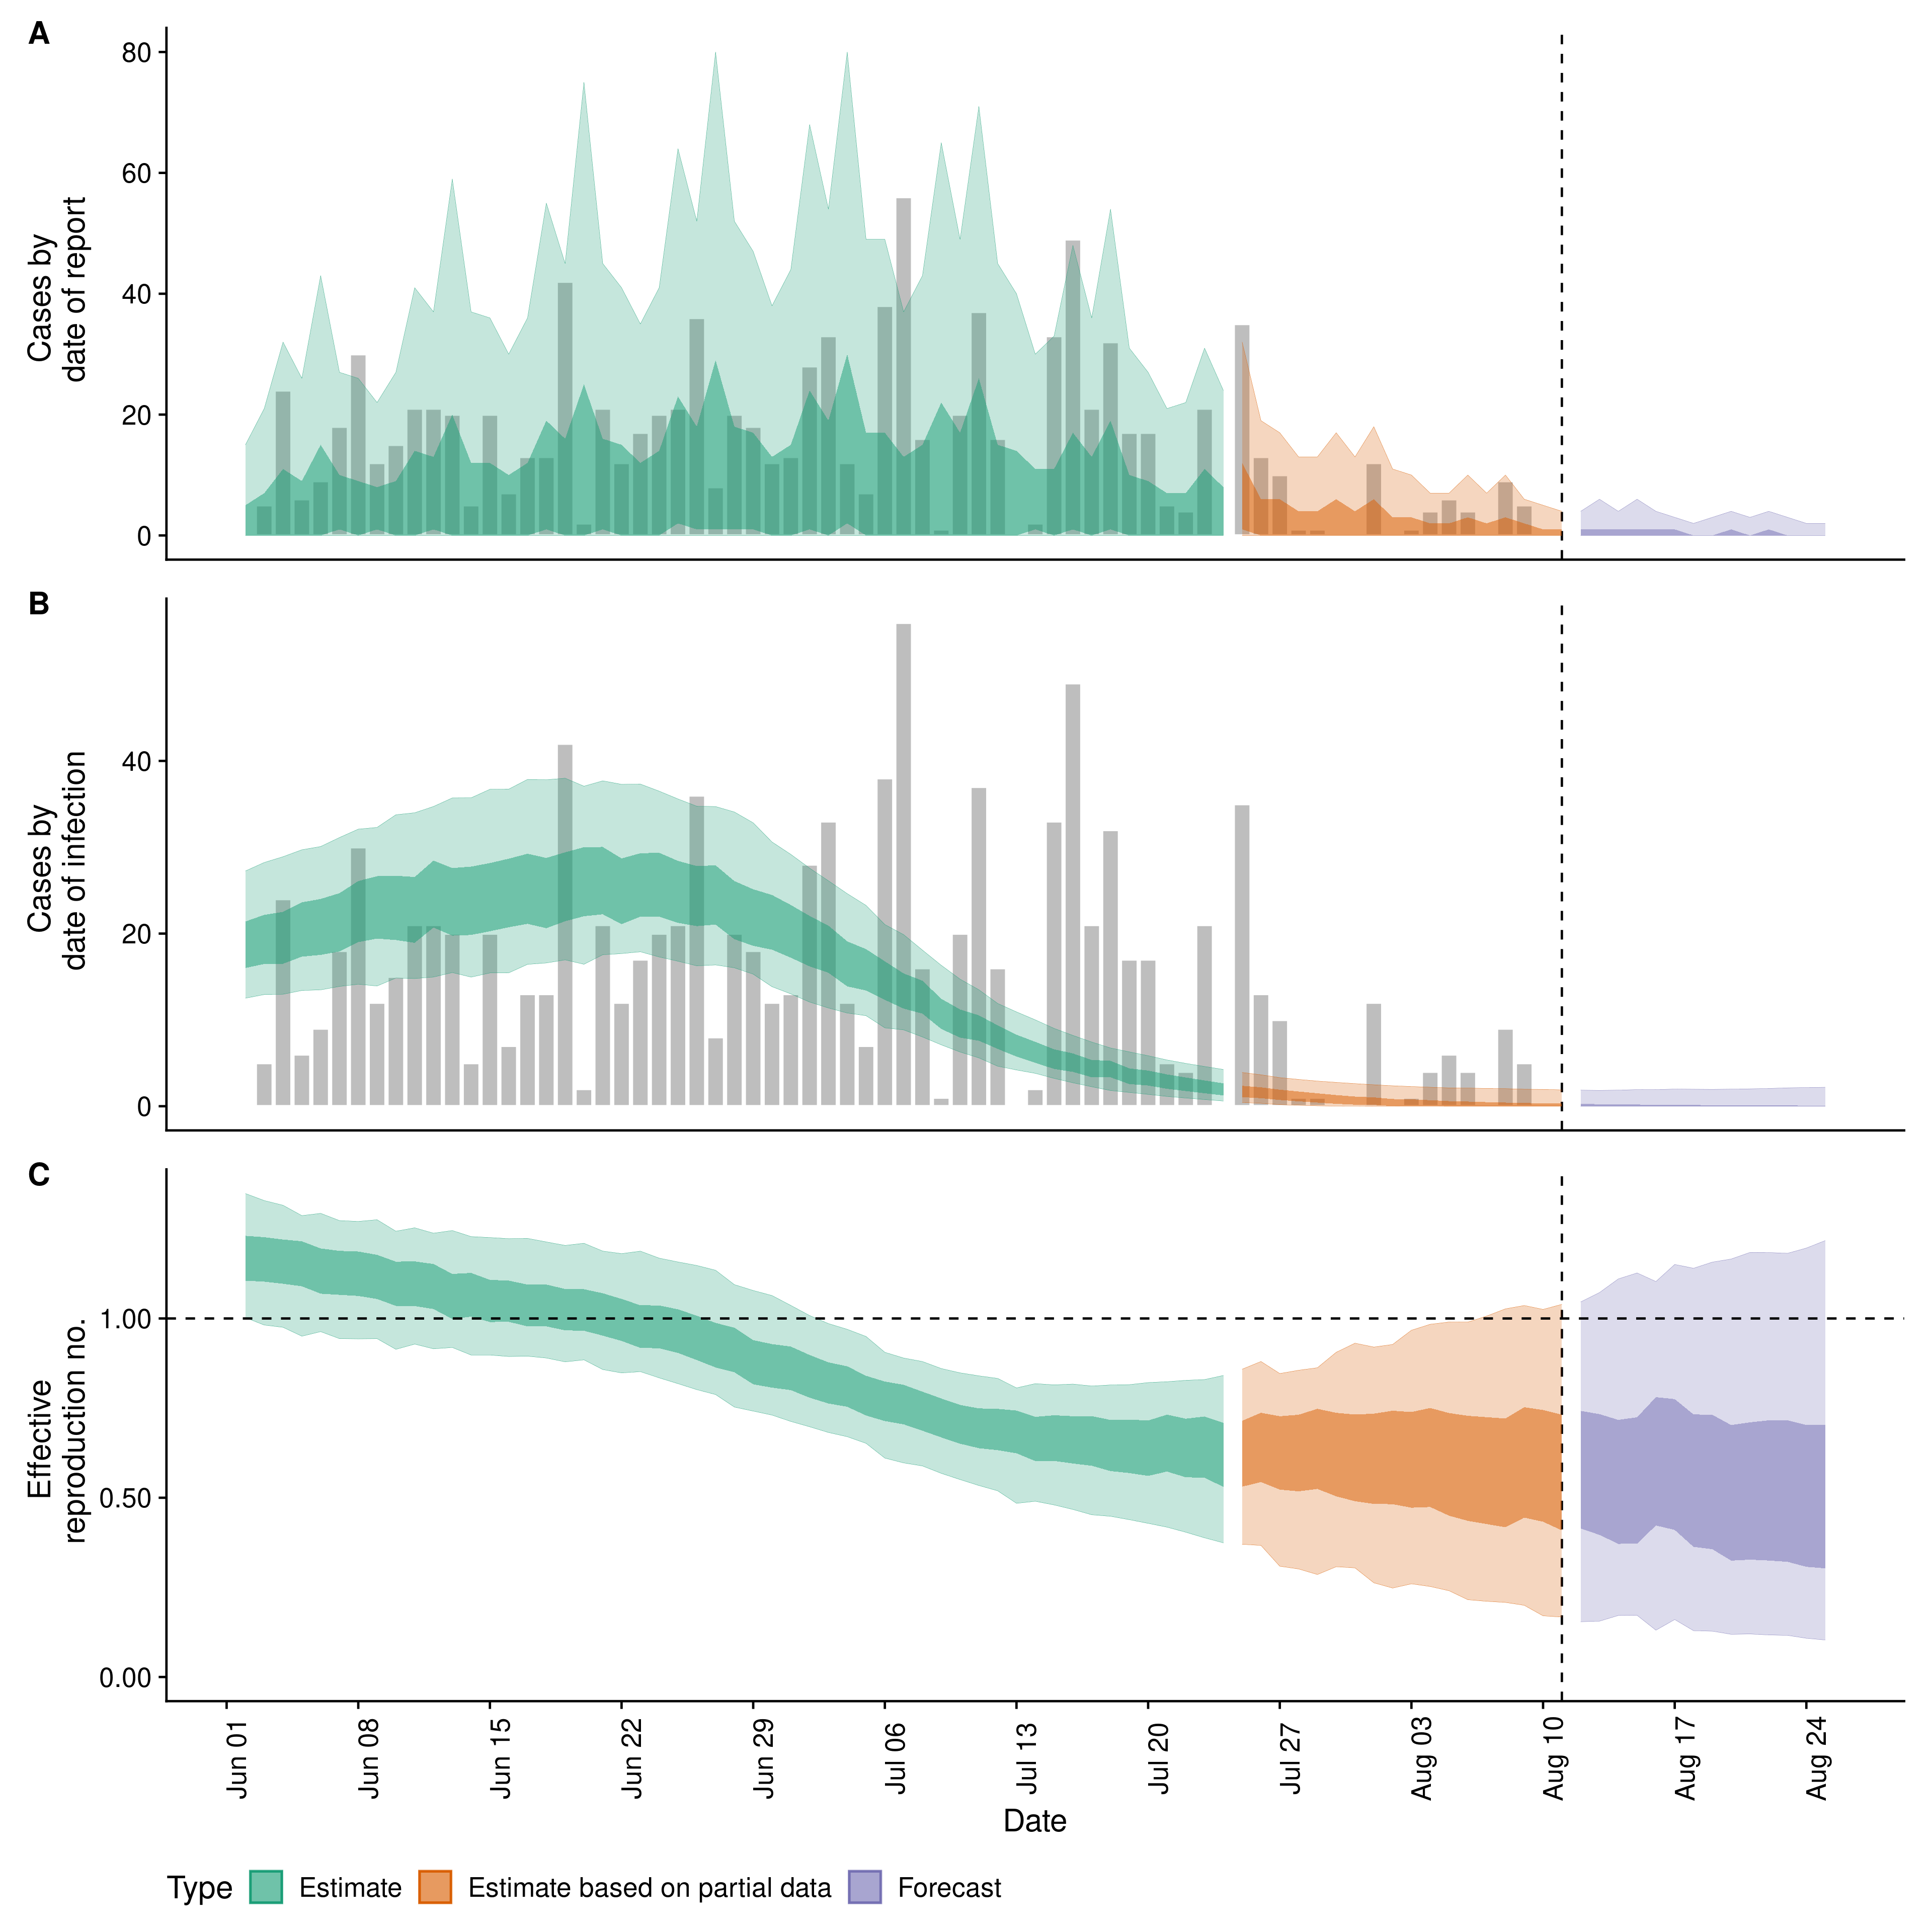 A
80
60
40
20
0
Cases by
date of report
B
40
20
0
Cases by
date of infection
C
1.00
0.50
0.00
Effective
reproduction no.
Jun 01
Jun 08
Jun 15
Jun 22
Jun 29
Jul 06
Jul 13
Jul 20
Jul 27
Aug 03
Aug 10
Aug 17
Aug 24
Date
Type Estimate Estimate based on partial data Forecast